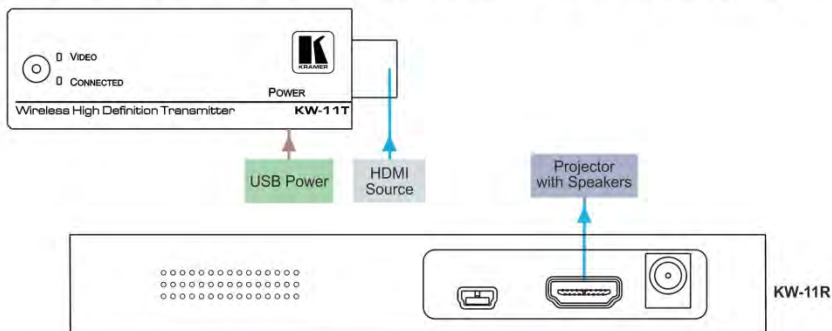 VIDEO
KRAMER
CONNECTED
POWER
Wireless High Definition Transmitter KW-11T
USB Power
HDMI
Source
Projector
with Speakers
KW-11R